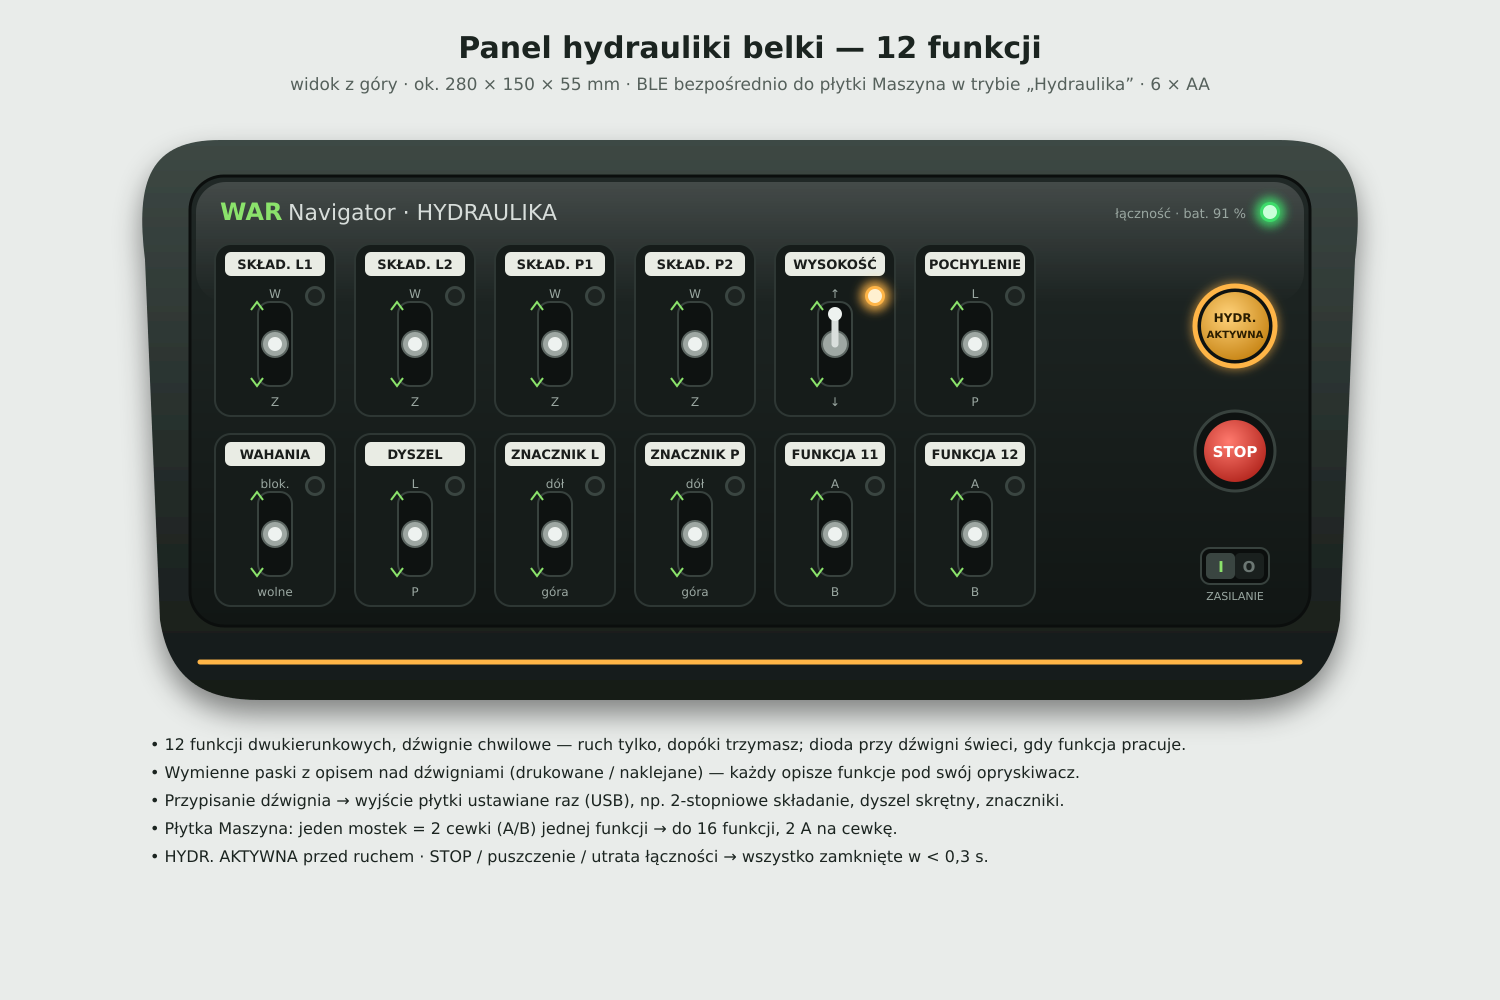 Panel hydrauliki belki — 12 funkcji
widok z góry · ok. 280 × 150 × 55 mm · BLE bezpośrednio do płytki Maszyna w trybie „Hydraulika” · 6 × AA
WAR Navigator · HYDRAULIKA
łączność · bat. 91 %
SKŁAD. L1 SKŁAD. L2 SKŁAD. P1 SKŁAD. P2 WYSOKOŚĆ POCHYLENIE
W W W W ↑ L
HYDR.
AKTYWNA
Z Z Z Z ↓ P
WAHANIA DYSZEL ZNACZNIK L ZNACZNIK P FUNKCJA 11 FUNKCJA 12
STOP
blok. L dół dół A A
I O
wolne P góra góra B B
ZASILANIE
• 12 funkcji dwukierunkowych, dźwignie chwilowe — ruch tylko, dopóki trzymasz; dioda przy dźwigni świeci, gdy funkcja pracuje.
• Wymienne paski z opisem nad dźwigniami (drukowane / naklejane) — każdy opisze funkcje pod swój opryskiwacz.
• Przypisanie dźwignia → wyjście płytki ustawiane raz (USB), np. 2-stopniowe składanie, dyszel skrętny, znaczniki.
• Płytka Maszyna: jeden mostek = 2 cewki (A/B) jednej funkcji → do 16 funkcji, 2 A na cewkę.
• HYDR. AKTYWNA przed ruchem · STOP / puszczenie / utrata łączności → wszystko zamknięte w < 0,3 s.